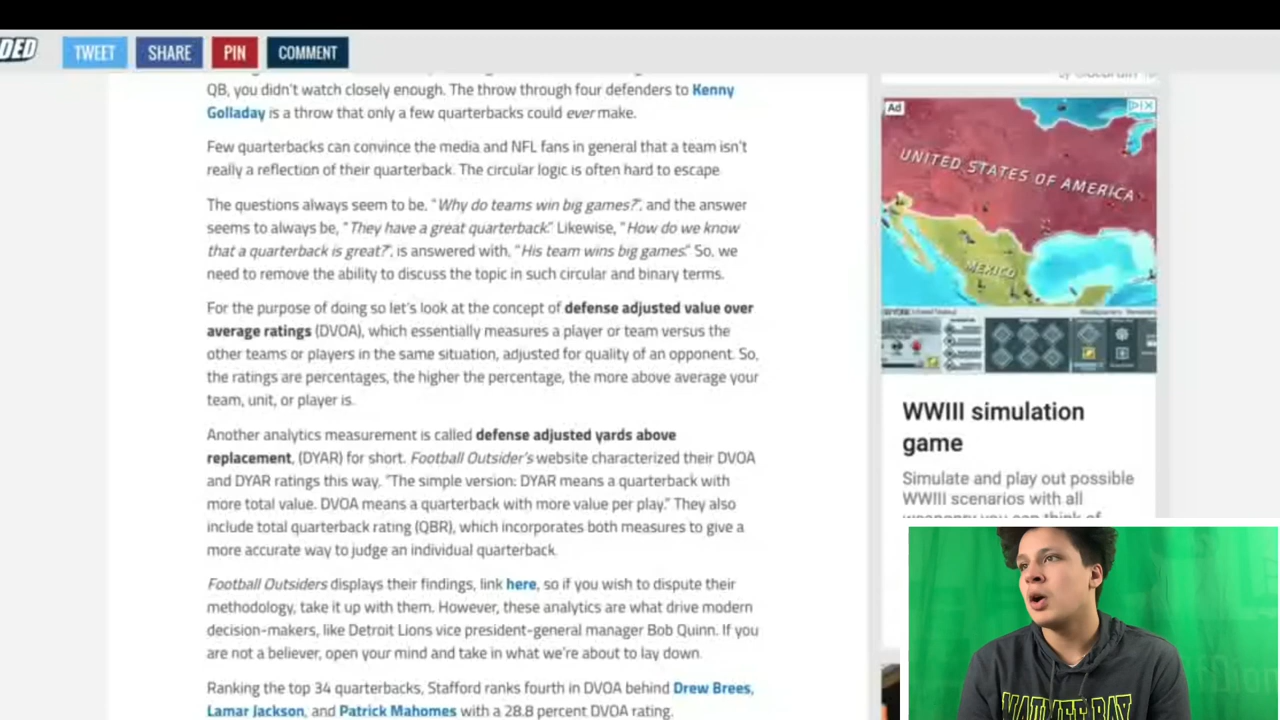 DED
TWEET
SHARE
PIN
COMMENT
QB, you didn't watch closely enough. The throw through four defenders to Kenny
Golladay is a throw that only a few quarterbacks could ever make.
Few quarterbacks can convince the media and NFL fans in general that a team isn't
really a reflection of their quarterback. The circular logic is often hard to escape.
The questions always seem to be, "Why do teams win big games?", and the answer
seems to always be, "They have a great quarterback." Likewise, "How do we know
that a quarterback is great?", is answered with, "His team wins big games." So, we
need to remove the ability to discuss the topic in such circular and binary terms.
For the purpose of doing so let's look at the concept of defense adjusted value over
average ratings (DVOA), which essentially measures a player or team versus the
other teams or players in the same situation, adjusted for quality of an opponent. So,
the ratings are percentages, the higher the percentage, the more above average your
team, unit, or player is.
Another analytics measurement is called defense adjusted yards above
replacement, (DYAR) for short. Football Outsider's website characterized their DVOA
and DYAR ratings this way, "The simple version: DYAR means a quarterback with
more total value. DVOA means a quarterback with more value per play." They also
include total quarterback rating (QBR), which incorporates both measures to give a
more accurate way to judge an individual quarterback.
Football Outsiders displays their findings, link here, so if you wish to dispute their
methodology, take it up with them. However, these analytics are what drive modern
decision-makers, like Detroit Lions vice president-general manager Bob Quinn. If you
are not a believer, open your mind and take in what we're about to lay down.
Ranking the top 34 quarterbacks, Stafford ranks fourth in DVOA behind Drew Brees,
Lamar Jackson, and Patrick Mahomes with a 28.8 percent DVOA rating.
Ad
UNITED STATES OF AMERICA
MEXICO
WWIII simulation
game
Simulate and play out possible
WWIII scenarios with all
weaponry you can think of
MAUMEE BAY